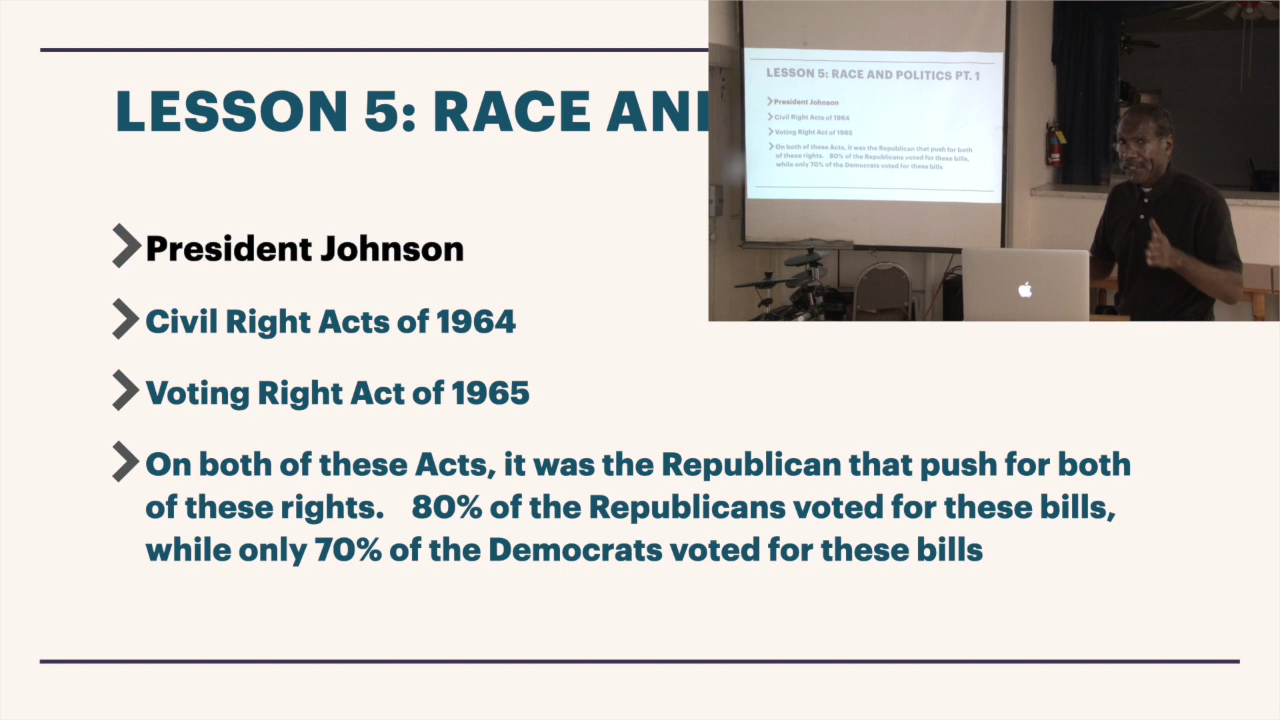 LESSON 5: RACE AN
President Johnson
Civil Right Acts of 1964
Voting Right Act of 1965
On both of these Acts, it was the Republican that push for both
of these rights. 80% of the Republicans voted for these bills,
while only 70% of the Democrats voted for these bills
LESSON 5: RACE AND POLITICS PT. 1
President Johnson
Civil Right Acts of 1964
Voting Right Act of 1965
On both of these Acts, it was the Republican that push for both
of these rights. 80% of the Republicans voted for these bills,
while only 70% of the Democrats voted for these bills